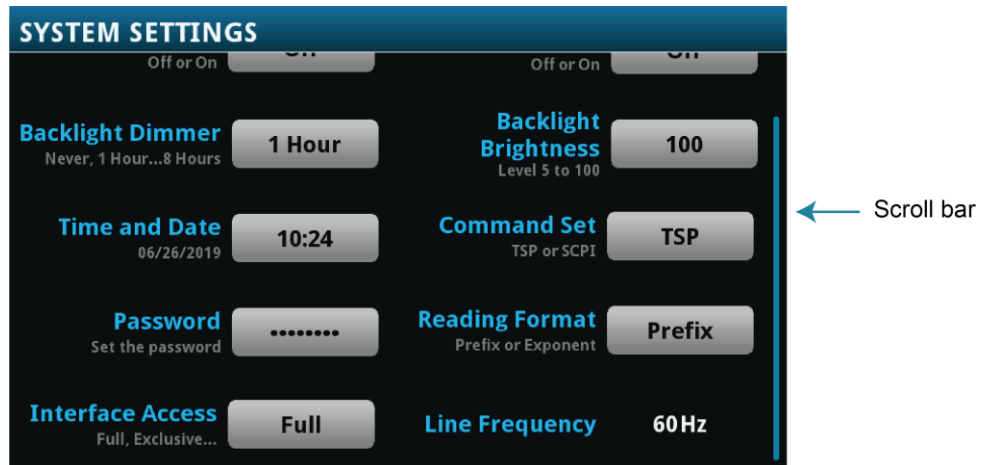 SYSTEM SETTINGS
Off or On
Off or On
Backlight Dimmer
Never, 1 Hour...8 Hours
1 Hour
Backlight
Brightness
Level 5 to 100
100
Time and Date
06/26/2019
10:24
Command Set
TSP or SCPI
TSP
Scroll bar
Password
Set the password
••••••••
Reading Format
Prefix or Exponent
Prefix
Interface Access
Full, Exclusive...
Full
Line Frequency
60Hz